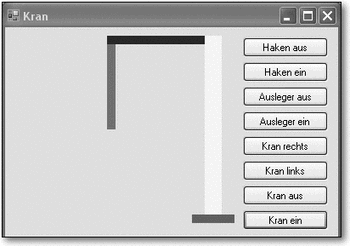 Kran
Haken aus
Haken ein
Ausleger aus
Ausleger ein
Kran rechts
Kran links
Kran aus
Kran ein